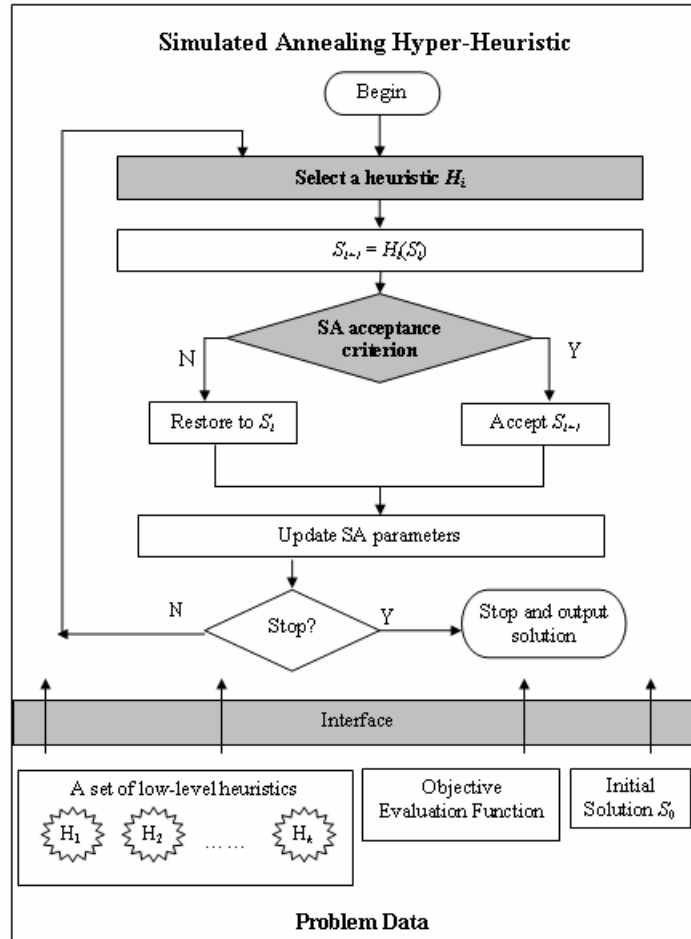 Simulated Annealing Hyper-Heuristic
Begin
Select a heuristic Hi
Si+1 = Hi(Si)
SA acceptance
criterion
N
Y
Restore to Si
Accept Si+1
Update SA parameters
N
Stop?
Y
Stop and output
solution
Interface
A set of low-level heuristics
H1
H2
... ...
Hk
Objective
Evaluation Function
Initial
Solution S0
Problem Data